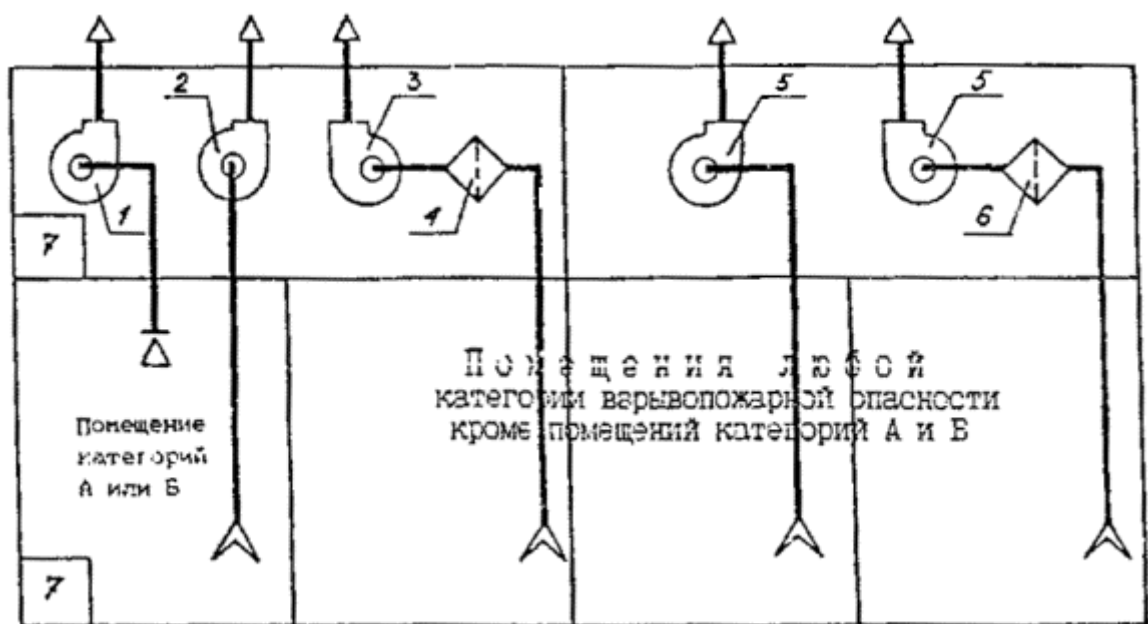 1
2
3
4
5
5
6
7
Помещение
категорий
А или Б
Помещения любой
категории взрывопожарной опасности
кроме помещений категорий А и Б
7